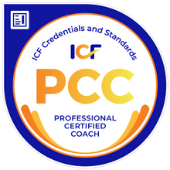 ICF Credentials and Standards
ICF
PCC
PROFESSIONAL
CERTIFIED
COACH